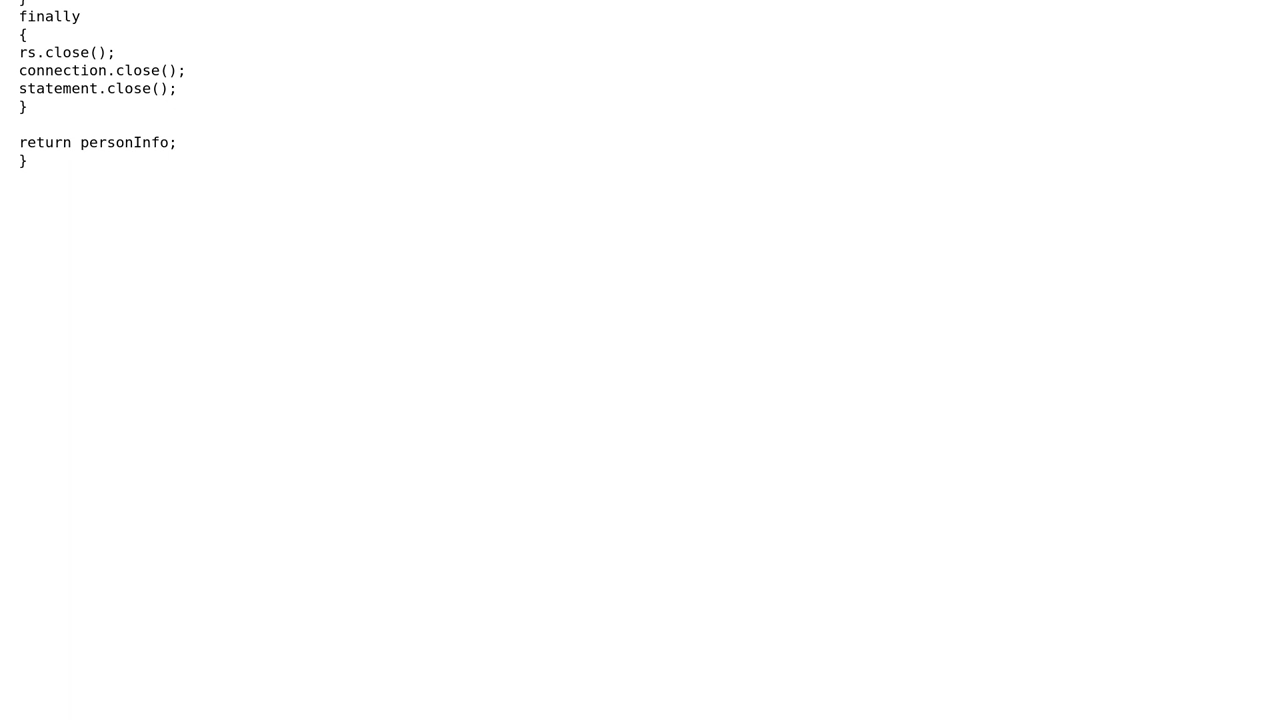 }
finally
{
rs.close();
connection.close();
statement.close();
}
return personInfo;
}